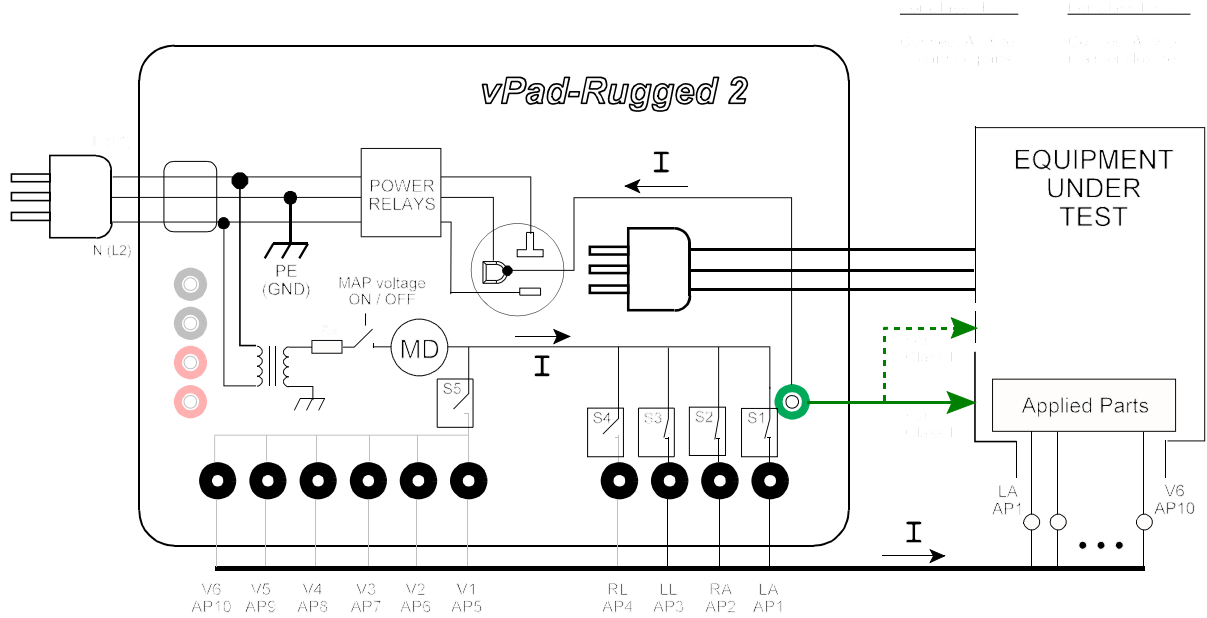 vPad-Rugged 2
I
EQUIPMENT
UNDER
TEST
POWER
RELAYS
N (L2)
PE
(GND)
MAP voltage
ON / OFF
MD
I
S5
S4
S3
S2
S1
Applied Parts
LA
AP1
V6
AP10
I
V6
AP10
V5
AP9
V4
AP8
V3
AP7
V2
AP6
V1
AP5
RL
AP4
LL
AP3
RA
AP2
LA
AP1